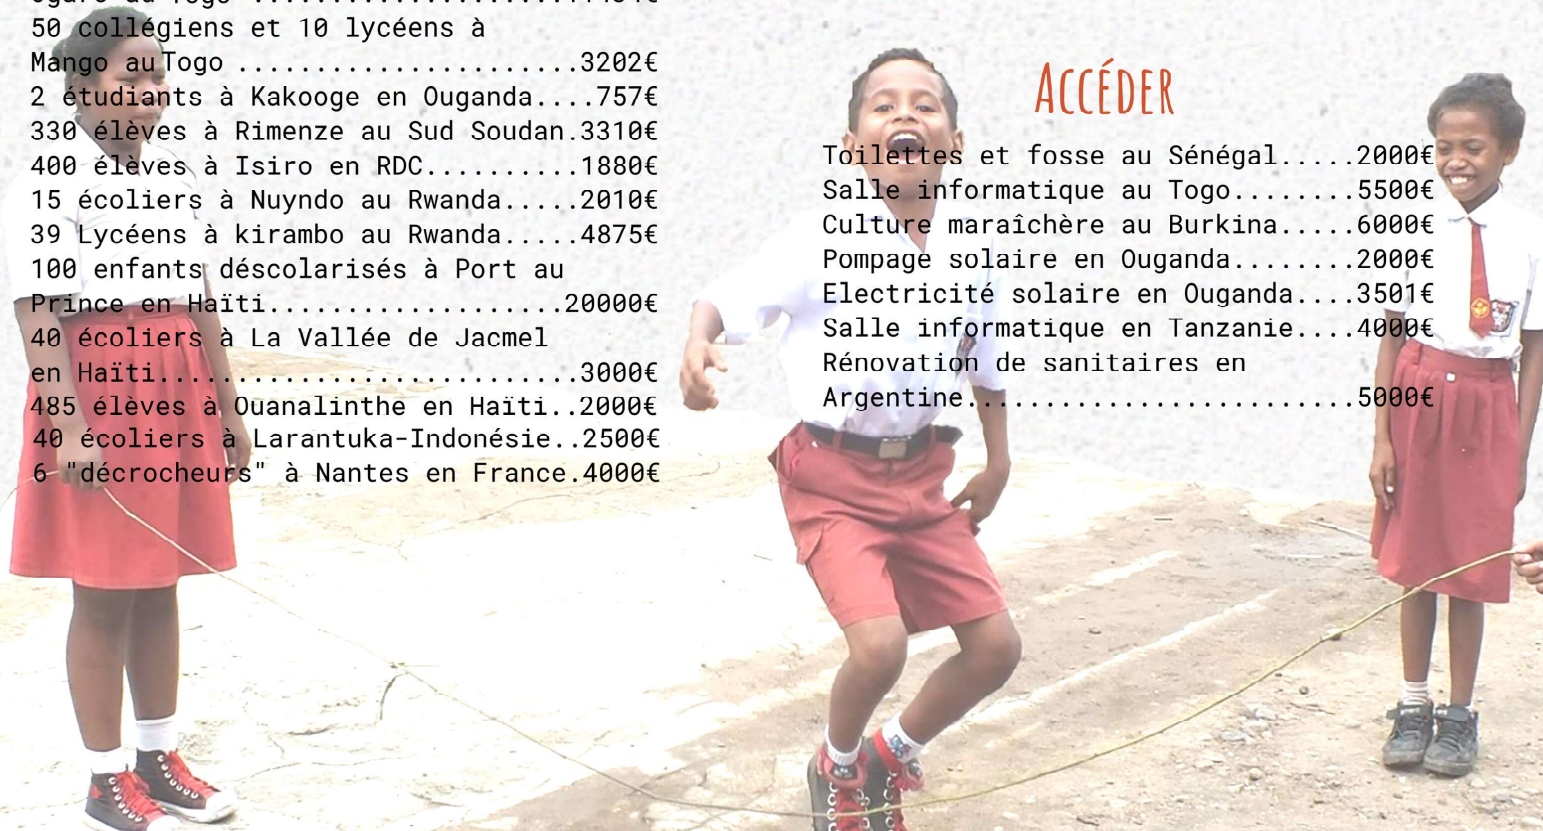 50 collégiens et 10 lycéens à
Mango au Togo ......................3202€
2 étudiants à Kakooge en Ouganda....757€
330 élèves à Rimenze au Sud Soudan.3310€
400 élèves à Isiro en RDC..........1880€
15 écoliers à Nuyndo au Rwanda.....2010€
39 Lycéens à kirambo au Rwanda.....4875€
100 enfants déscolarisés à Port au
Prince en Haïti...................20000€
40 écoliers à La Vallée de Jacmel
en Haïti...........................3000€
485 élèves à Ouanalinthe en Haïti..2000€
40 écoliers à Larantuka-Indonésie..2500€
6 "décrocheurs" à Nantes en France.4000€
Accéder
Toilettes et fosse au Sénégal.....2000€
Salle informatique au Togo........5500€
Culture maraîchère au Burkina.....6000€
Pompage solaire en Ouganda........2000€
Electricité solaire en Ouganda....3501€
Salle informatique en Tanzanie....4000€
Rénovation de sanitaires en
Argentine.........................5000€